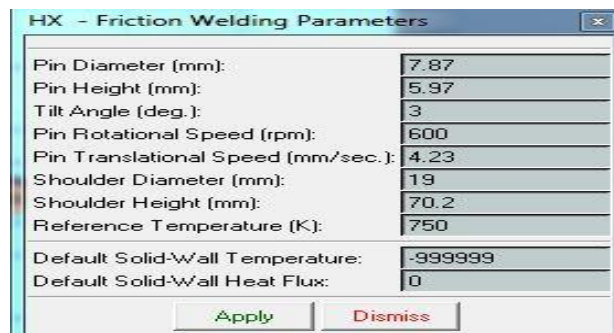 HX - Friction Welding Parameters
Pin Diameter (mm): 7.87
Pin Height (mm): 5.97
Tilt Angle (deg.): 3
Pin Rotational Speed (rpm): 600
Pin Translational Speed (mm/sec.): 4.23
Shoulder Diameter (mm): 19
Shoulder Height (mm): 70.2
Reference Temperature (K): 750
Default Solid-Wall Temperature: -999999
Default Solid-Wall Heat Flux: 0
Apply Dismiss